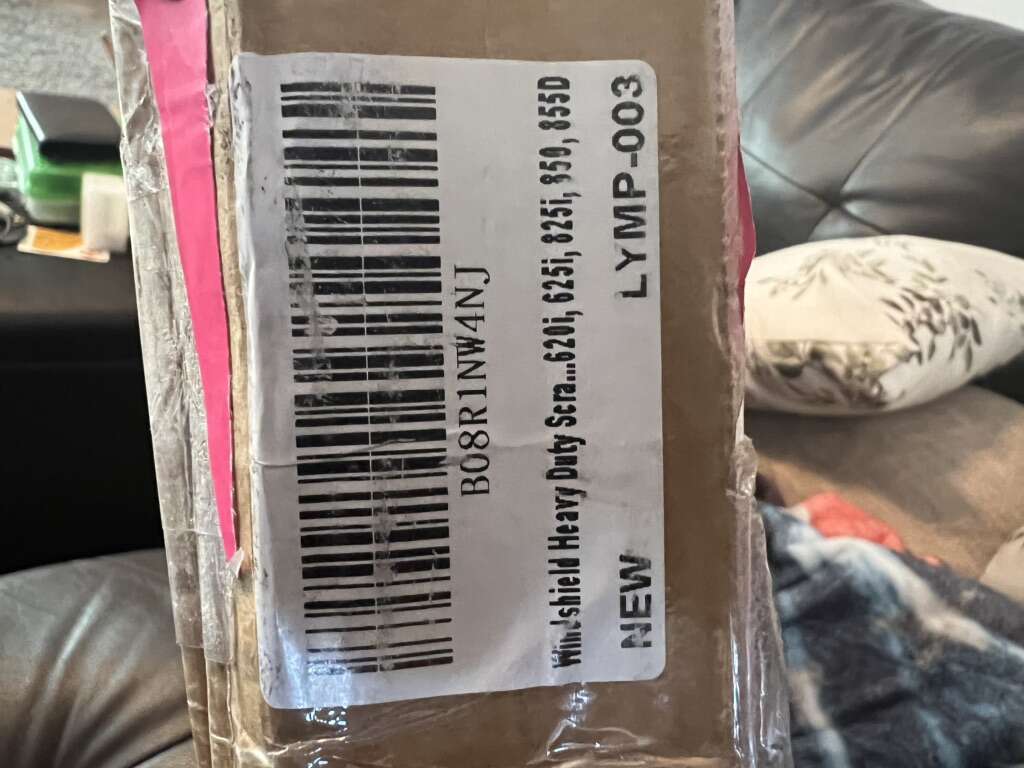 B08R1NW4NJ
Windshield Heavy Duty Scra...620i, 625i, 825i, 850, 855D
NEW LYMP-003